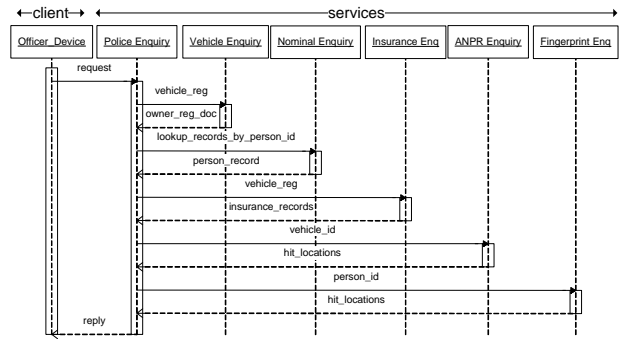 client
services
Officer_Device
Police Enquiry
Vehicle Enquiry
Nominal Enquiry
Insurance Enq
ANPR Enquiry
Fingerprint Enq
request
vehicle_reg
owner_reg_doc
lookup_records_by_person_id
person_record
vehicle_reg
insurance_records
vehicle_id
hit_locations
person_id
hit_locations
reply